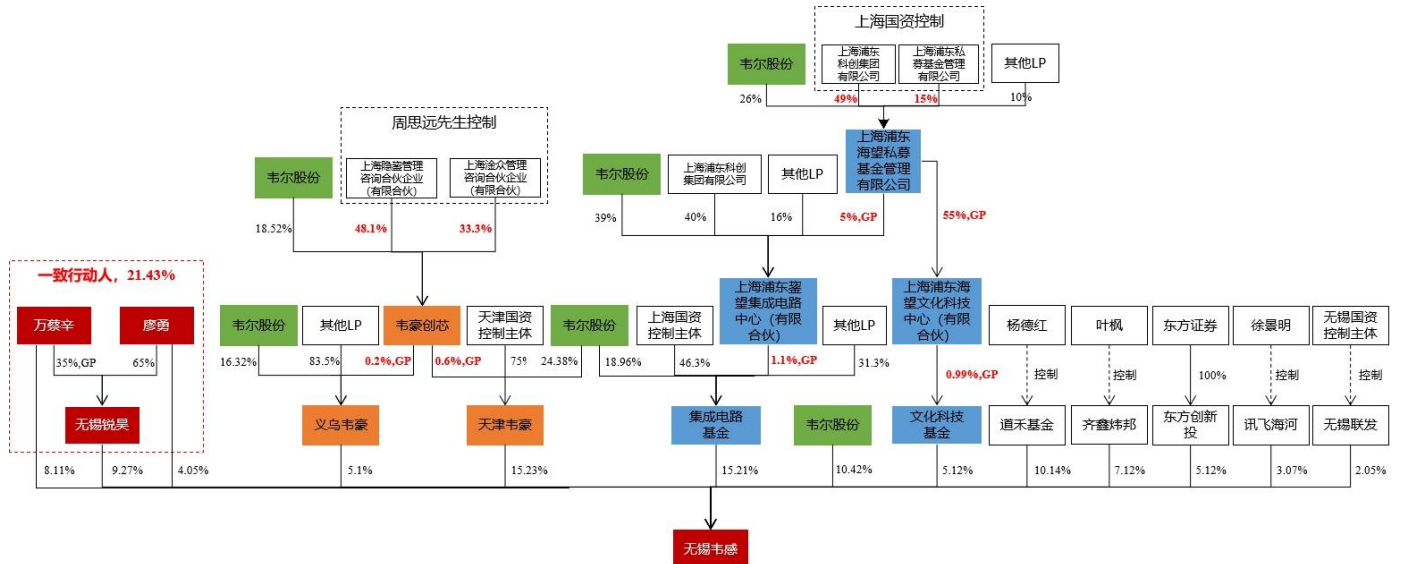 上海国资控制
韦尔股份
上海浦东
科创集团
有限公司
上海浦东私
募基金管理
有限公司
其他LP
26%
49%
15%
10%
周思远先生控制
韦尔股份
上海隐鋆管理
咨询合伙企业
(有限合伙)
上海淦众管理
咨询合伙企业
(有限合伙)
韦尔股份
上海浦东科创
集团有限公司
其他LP
上海浦东
海望私募
基金管理
有限公司
18.52%
48.1%
33.3%
39%
40%
16%
5%,GP
55%,GP
一致行动人，21.43%
万蔡辛
廖勇
韦尔股份
其他LP
韦豪创芯
天津国资
控制主体
韦尔股份
上海国资
控制主体
上海浦东鋆
望集成电路
中心（有限
合伙）
其他LP
上海浦东海
望文化科技
中心（有限
合伙）
杨德红
叶枫
东方证券
徐景明
无锡国资
控制主体
35%,GP
65%
16.32%
83.5%
0.2%,GP
0.6%,GP
75%
24.38%
18.96%
46.3%
1.1%,GP
31.3%
0.99%,GP
控制
控制
100%
控制
控制
无锡锐昊
义乌韦豪
天津韦豪
集成电路
基金
韦尔股份
文化科技
基金
道禾基金
齐鑫炜邦
东方创新
投
讯飞海河
无锡联发
8.11%
9.27%
4.05%
5.1%
15.23%
15.21%
10.42%
5.12%
10.14%
7.12%
5.12%
3.07%
2.05%
无锡韦感